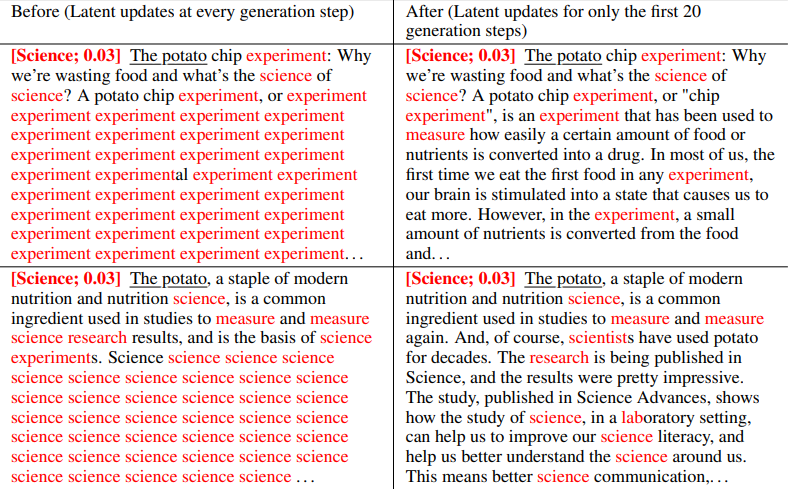 Before (Latent updates at every generation step)
After (Latent updates for only the first 20
generation steps)
[Science; 0.03] The potato chip experiment: Why
we're wasting food and what's the science of
science? A potato chip experiment, or experiment
experiment experiment experiment experiment
experiment experiment experiment experiment
experiment experiment experiment experiment
experiment experimental experiment experiment
experiment experiment experiment experiment
experiment experiment experiment experiment
experiment experiment experiment experiment
experiment experiment experiment experiment...
[Science; 0.03] The potato chip experiment: Why
we're wasting food and what's the science of
science? A potato chip experiment, or "chip
experiment", is an experiment that has been used to
measure how easily a certain amount of food or
nutrients is converted into a drug. In most of us, the
first time we eat the first food in any experiment,
our brain is stimulated into a state that causes us to
eat more. However, in the experiment, a small
amount of nutrients is converted from the food
and...
[Science; 0.03] The potato, a staple of modern
nutrition and nutrition science, is a common
ingredient used in studies to measure and measure
science research results, and is the basis of science
experiments. Science science science science
science science science science science science
science science science science science science
science science science science science science
science science science science science science
science science science science science science
science science science science science ...
[Science; 0.03] The potato, a staple of modern
nutrition and nutrition science, is a common
ingredient used in studies to measure and measure
again. And, of course, scientists have used potato
for decades. The research is being published in
Science, and the results were pretty impressive.
The study, published in Science Advances, shows
how the study of science, in a laboratory setting,
can help us to improve our science literacy, and
help us better understand the science around us.
This means better science communication,...